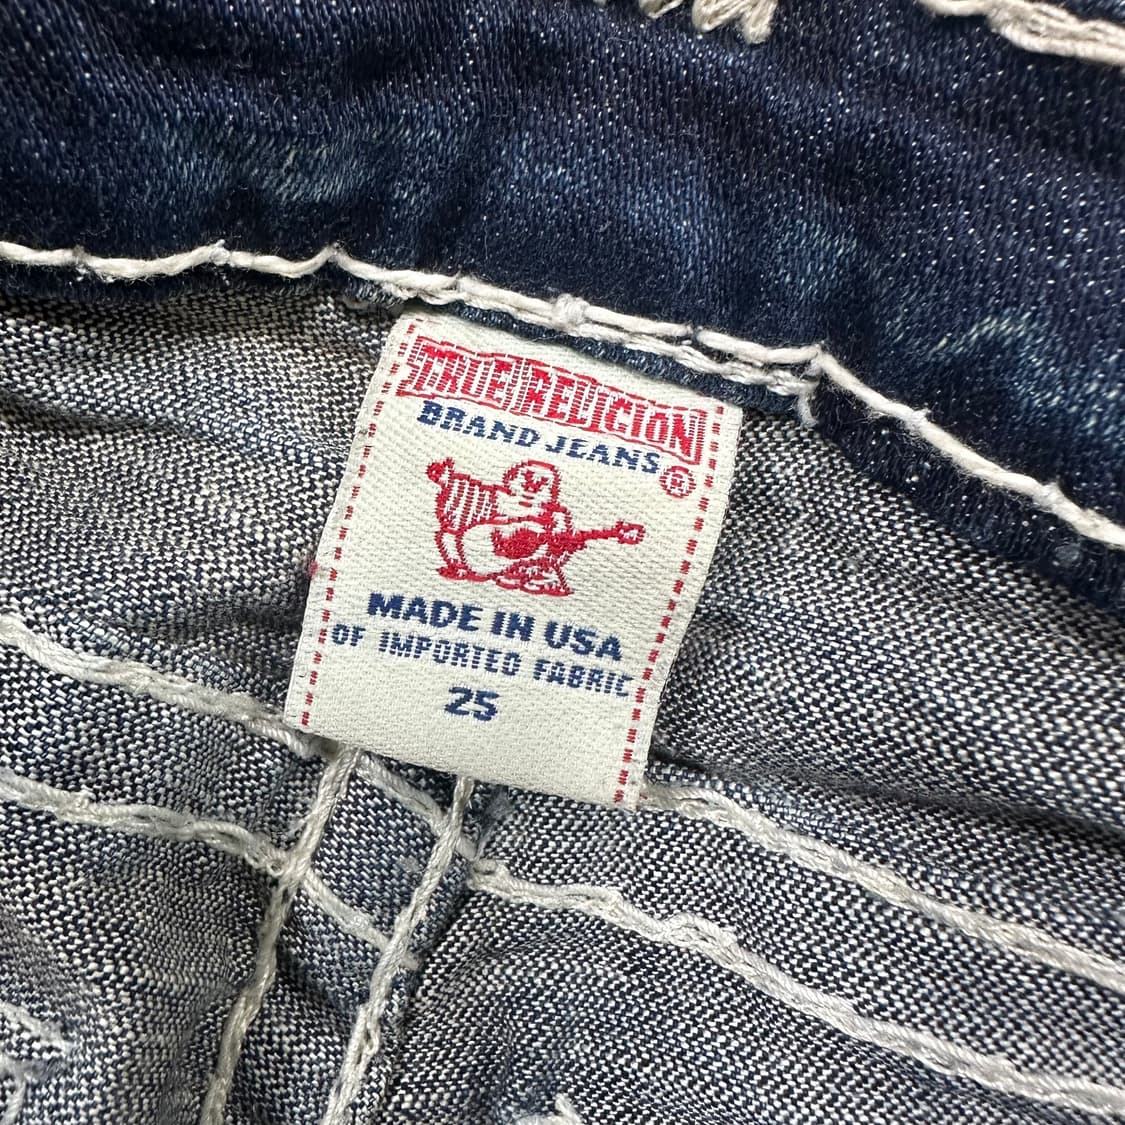 TRUE RELIGION
BRAND JEANS ®
MADE IN USA
OF IMPORTED FABRIC
25